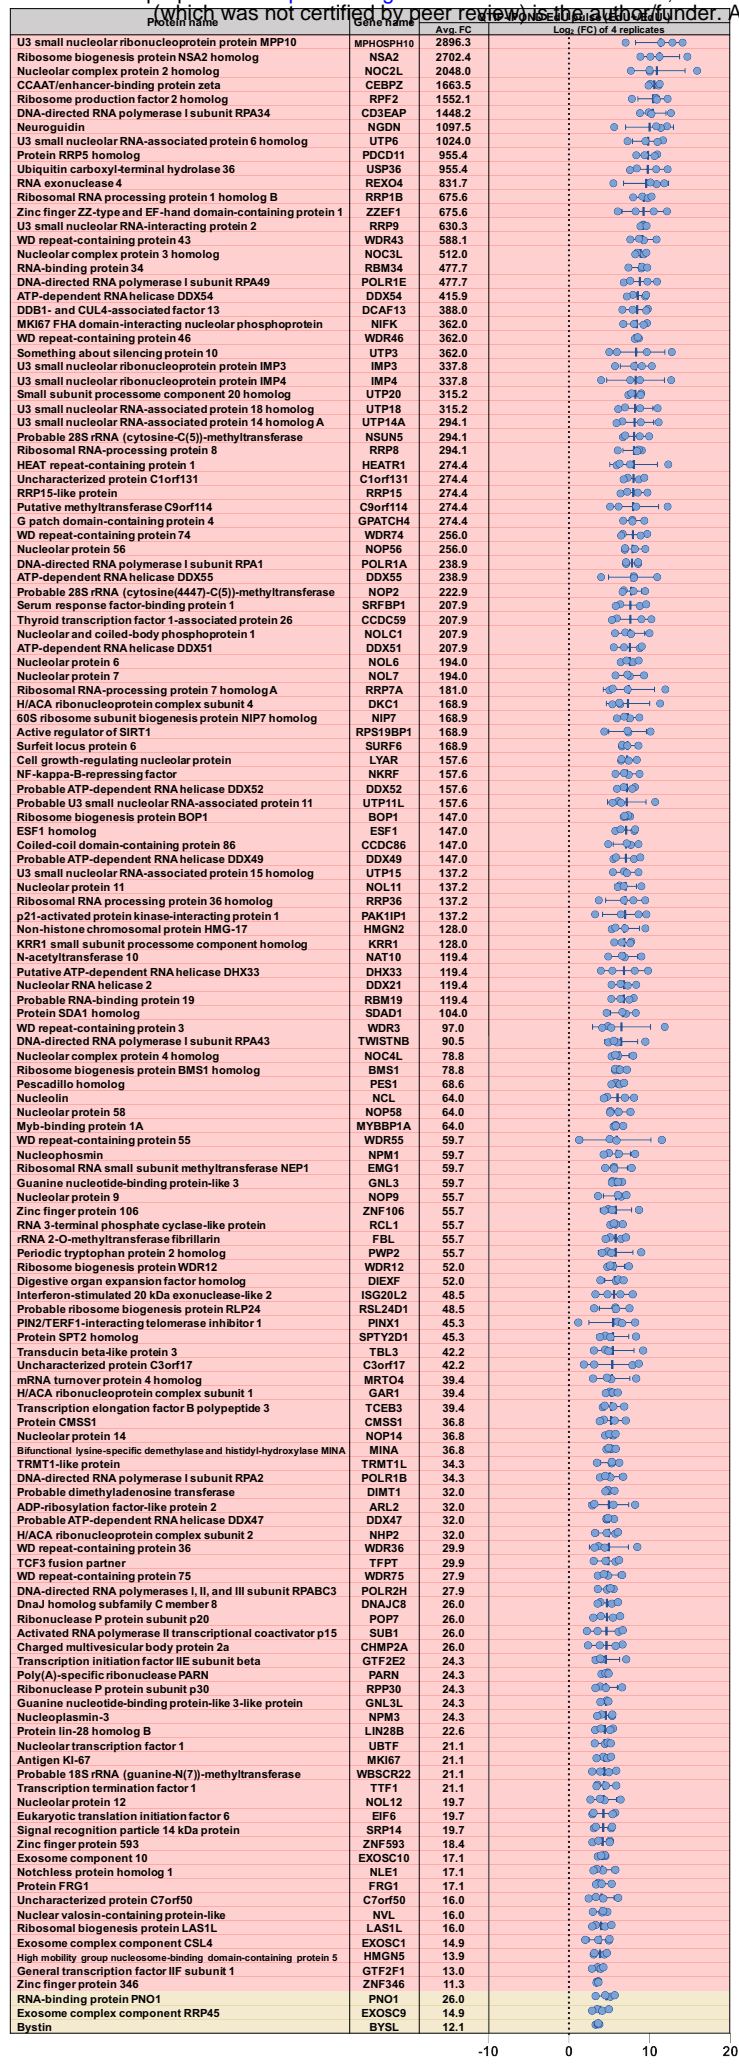 (which was not certified by peer review) is the author/funder. A
Protein name Gene name
Avg. FC Log₂ (FC) of 4 replicates
U3 small nucleolar ribonucleoprotein protein MPP10 MPHOSPH10 2896.3
Ribosome biogenesis protein NSA2 homolog NSA2 2702.4
Nucleolar complex protein 2 homolog NOC2L 2048.0
CCAAT/enhancer-binding protein zeta CEBPZ 1663.5
Ribosome production factor 2 homolog RPF2 1552.1
DNA-directed RNA polymerase I subunit RPA34 CD3EAP 1448.2
Neuroguidin NGDN 1097.5
U3 small nucleolar RNA-associated protein 6 homolog UTP6 1024.0
Protein RRP5 homolog PDCD11 955.4
Ubiquitin carboxyl-terminal hydrolase 36 USP36 955.4
RNA exonuclease 4 REXO4 831.7
Ribosomal RNA processing protein 1 homolog B RRP1B 675.6
Zinc finger ZZ-type and EF-hand domain-containing protein 1 ZZEF1 675.6
U3 small nucleolar RNA-interacting protein 2 RRP9 630.3
WD repeat-containing protein 43 WDR43 588.1
Nucleolar complex protein 3 homolog NOC3L 512.0
RNA-binding protein 34 RBM34 477.7
DNA-directed RNA polymerase I subunit RPA49 POLR1E 477.7
ATP-dependent RNA helicase DDX54 DDX54 415.9
DDB1- and CUL4-associated factor 13 DCAF13 388.0
MKI67 FHA domain-interacting nucleolar phosphoprotein NIFK 362.0
WD repeat-containing protein 46 WDR46 362.0
Something about silencing protein 10 UTP3 362.0
U3 small nucleolar ribonucleoprotein protein IMP3 IMP3 337.8
U3 small nucleolar ribonucleoprotein protein IMP4 IMP4 337.8
Small subunit processome component 20 homolog UTP20 315.2
U3 small nucleolar RNA-associated protein 18 homolog UTP18 315.2
U3 small nucleolar RNA-associated protein 14 homolog A UTP14A 294.1
Probable 28S rRNA (cytosine-C(5))-methyltransferase NSUN5 294.1
Ribosomal RNA-processing protein 8 RRP8 294.1
HEAT repeat-containing protein 1 HEATR1 274.4
Uncharacterized protein C1orf131 C1orf131 274.4
RRP15-like protein RRP15 274.4
Putative methyltransferase C9orf114 C9orf114 274.4
G patch domain-containing protein 4 GPATCH4 274.4
WD repeat-containing protein 74 WDR74 256.0
Nucleolar protein 56 NOP56 256.0
DNA-directed RNA polymerase I subunit RPA1 POLR1A 238.9
ATP-dependent RNA helicase DDX55 DDX55 238.9
Probable 28S rRNA (cytosine(4447)-C(5))-methyltransferase NOP2 222.9
Serum response factor-binding protein 1 SRFBP1 207.9
Thyroid transcription factor 1-associated protein 26 CCDC59 207.9
Nucleolar and coiled-body phosphoprotein 1 NOLC1 207.9
ATP-dependent RNA helicase DDX51 DDX51 207.9
Nucleolar protein 6 NOL6 194.0
Nucleolar protein 7 NOL7 194.0
Ribosomal RNA-processing protein 7 homolog A RRP7A 181.0
H/ACA ribonucleoprotein complex subunit 4 DKC1 168.9
60S ribosome subunit biogenesis protein NIP7 homolog NIP7 168.9
Active regulator of SIRT1 RPS19BP1 168.9
Surfeit locus protein 6 SURF6 168.9
Cell growth-regulating nucleolar protein LYAR 157.6
NF-kappa-B-repressing factor NKRF 157.6
Probable ATP-dependent RNA helicase DDX52 DDX52 157.6
Probable U3 small nucleolar RNA-associated protein 11 UTP11L 157.6
Ribosome biogenesis protein BOP1 BOP1 147.0
ESF1 homolog ESF1 147.0
Coiled-coil domain-containing protein 86 CCDC86 147.0
Probable ATP-dependent RNA helicase DDX49 DDX49 147.0
U3 small nucleolar RNA-associated protein 15 homolog UTP15 137.2
Nucleolar protein 11 NOL11 137.2
Ribosomal RNA processing protein 36 homolog RRP36 137.2
p21-activated protein kinase-interacting protein 1 PAK1IP1 137.2
Non-histone chromosomal protein HMG-17 HMGN2 128.0
KRR1 small subunit processome component homolog KRR1 128.0
N-acetyltransferase 10 NAT10 119.4
Putative ATP-dependent RNA helicase DHX33 DHX33 119.4
Nucleolar RNA helicase 2 DDX21 119.4
Probable RNA-binding protein 19 RBM19 119.4
Protein SDA1 homolog SDAD1 104.0
WD repeat-containing protein 3 WDR3 97.0
DNA-directed RNA polymerase I subunit RPA43 TWISTNB 90.5
Nucleolar complex protein 4 homolog NOC4L 78.8
Ribosome biogenesis protein BMS1 homolog BMS1 78.8
Pescadillo homolog PES1 68.6
Nucleolin NCL 64.0
Nucleolar protein 58 NOP58 64.0
Myb-binding protein 1A MYBBP1A 64.0
WD repeat-containing protein 55 WDR55 59.7
Nucleophosmin NPM1 59.7
Ribosomal RNA small subunit methyltransferase NEP1 EMG1 59.7
Guanine nucleotide-binding protein-like 3 GNL3 59.7
Nucleolar protein 9 NOP9 55.7
Zinc finger protein 106 ZNF106 55.7
RNA 3-terminal phosphate cyclase-like protein RCL1 55.7
rRNA 2-O-methyltransferase fibrillarin FBL 55.7
Periodic tryptophan protein 2 homolog PWP2 55.7
Ribosome biogenesis protein WDR12 WDR12 52.0
Digestive organ expansion factor homolog DIEXF 52.0
Interferon-stimulated 20 kDa exonuclease-like 2 ISG20L2 48.5
Probable ribosome biogenesis protein RLP24 RSL24D1 48.5
PIN2/TERF1-interacting telomerase inhibitor 1 PINX1 45.3
Protein SPT2 homolog SPTY2D1 45.3
Transducin beta-like protein 3 TBL3 42.2
Uncharacterized protein C3orf17 C3orf17 42.2
mRNA turnover protein 4 homolog MRTO4 39.4
H/ACA ribonucleoprotein complex subunit 1 GAR1 39.4
Transcription elongation factor B polypeptide 3 TCEB3 39.4
Protein CMSS1 CMSS1 36.8
Nucleolar protein 14 NOP14 36.8
Bifunctional lysine-specific demethylase and histidyl-hydroxylase MINA MINA 36.8
TRMT1-like protein TRMT1L 34.3
DNA-directed RNA polymerase I subunit RPA2 POLR1B 34.3
Probable dimethyladenosine transferase DIMT1 32.0
ADP-ribosylation factor-like protein 2 ARL2 32.0
Probable ATP-dependent RNA helicase DDX47 DDX47 32.0
H/ACA ribonucleoprotein complex subunit 2 NHP2 32.0
WD repeat-containing protein 36 WDR36 29.9
TCF3 fusion partner TFPT 29.9
WD repeat-containing protein 75 WDR75 27.9
DNA-directed RNA polymerases I, II, and III subunit RPABC3 POLR2H 27.9
DnaJ homolog subfamily C member 8 DNAJC8 26.0
Ribonuclease P protein subunit p20 POP7 26.0
Activated RNA polymerase II transcriptional coactivator p15 SUB1 26.0
Charged multivesicular body protein 2a CHMP2A 26.0
Transcription initiation factor IIE subunit beta GTF2E2 24.3
Poly(A)-specific ribonuclease PARN PARN 24.3
Ribonuclease P protein subunit p30 RPP30 24.3
Guanine nucleotide-binding protein-like 3-like protein GNL3L 24.3
Nucleoplasmin-3 NPM3 24.3
Protein lin-28 homolog B LIN28B 22.6
Nucleolar transcription factor 1 UBTF 21.1
Antigen KI-67 MKI67 21.1
Probable 18S rRNA (guanine-N(7))-methyltransferase WBSCR22 21.1
Transcription termination factor 1 TTF1 21.1
Nucleolar protein 12 NOL12 19.7
Eukaryotic translation initiation factor 6 EIF6 19.7
Signal recognition particle 14 kDa protein SRP14 19.7
Zinc finger protein 593 ZNF593 18.4
Exosome component 10 EXOSC10 17.1
Notchless protein homolog 1 NLE1 17.1
Protein FRG1 FRG1 17.1
Uncharacterized protein C7orf50 C7orf50 16.0
Nuclear valosin-containing protein-like NVL 16.0
Ribosomal biogenesis protein LAS1L LAS1L 16.0
Exosome complex component CSL4 EXOSC1 14.9
High mobility group nucleosome-binding domain-containing protein 5 HMGN5 13.9
General transcription factor IIF subunit 1 GTF2F1 13.0
Zinc finger protein 346 ZNF346 11.3
RNA-binding protein PNO1 PNO1 26.0
Exosome complex component RRP45 EXOSC9 14.9
Bystin BYSL 12.1
-10 0 10 20